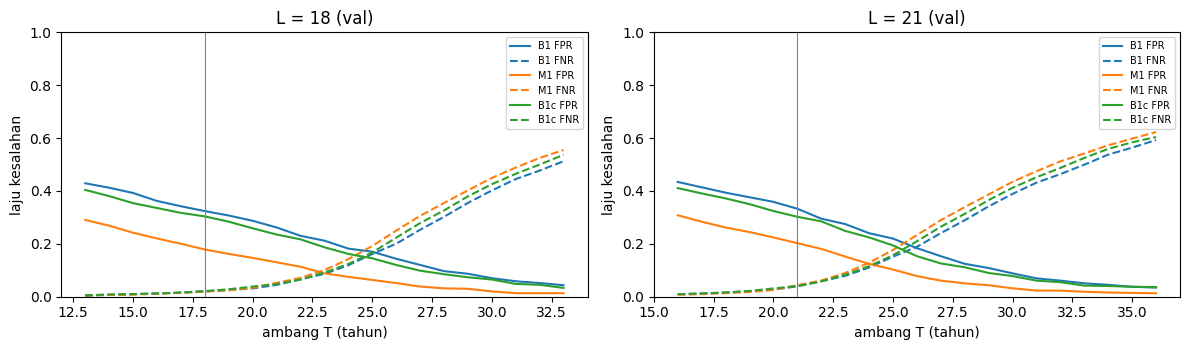 L = 18 (val)
laju kesalahan
1.0
0.8
0.6
0.4
0.2
0.0
B1 FPR
B1 FNR
M1 FPR
M1 FNR
B1c FPR
B1c FNR
12.5 15.0 17.5 20.0 22.5 25.0 27.5 30.0 32.5
ambang T (tahun)
L = 21 (val)
laju kesalahan
1.0
0.8
0.6
0.4
0.2
0.0
B1 FPR
B1 FNR
M1 FPR
M1 FNR
B1c FPR
B1c FNR
15.0 17.5 20.0 22.5 25.0 27.5 30.0 32.5 35.0
ambang T (tahun)